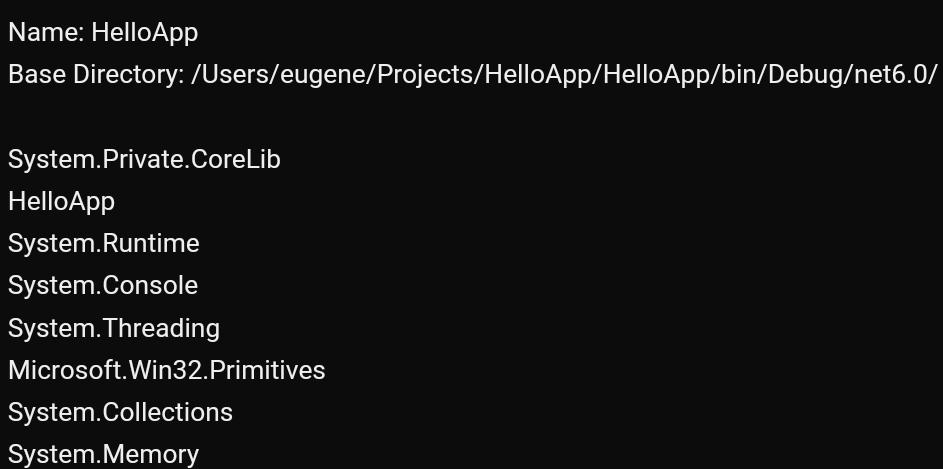 Name: HelloApp
Base Directory: /Users/eugene/Projects/HelloApp/HelloApp/bin/Debug/net6.0/
System.Private.CoreLib
HelloApp
System.Runtime
System.Console
System.Threading
Microsoft.Win32.Primitives
System.Collections
System.Memory